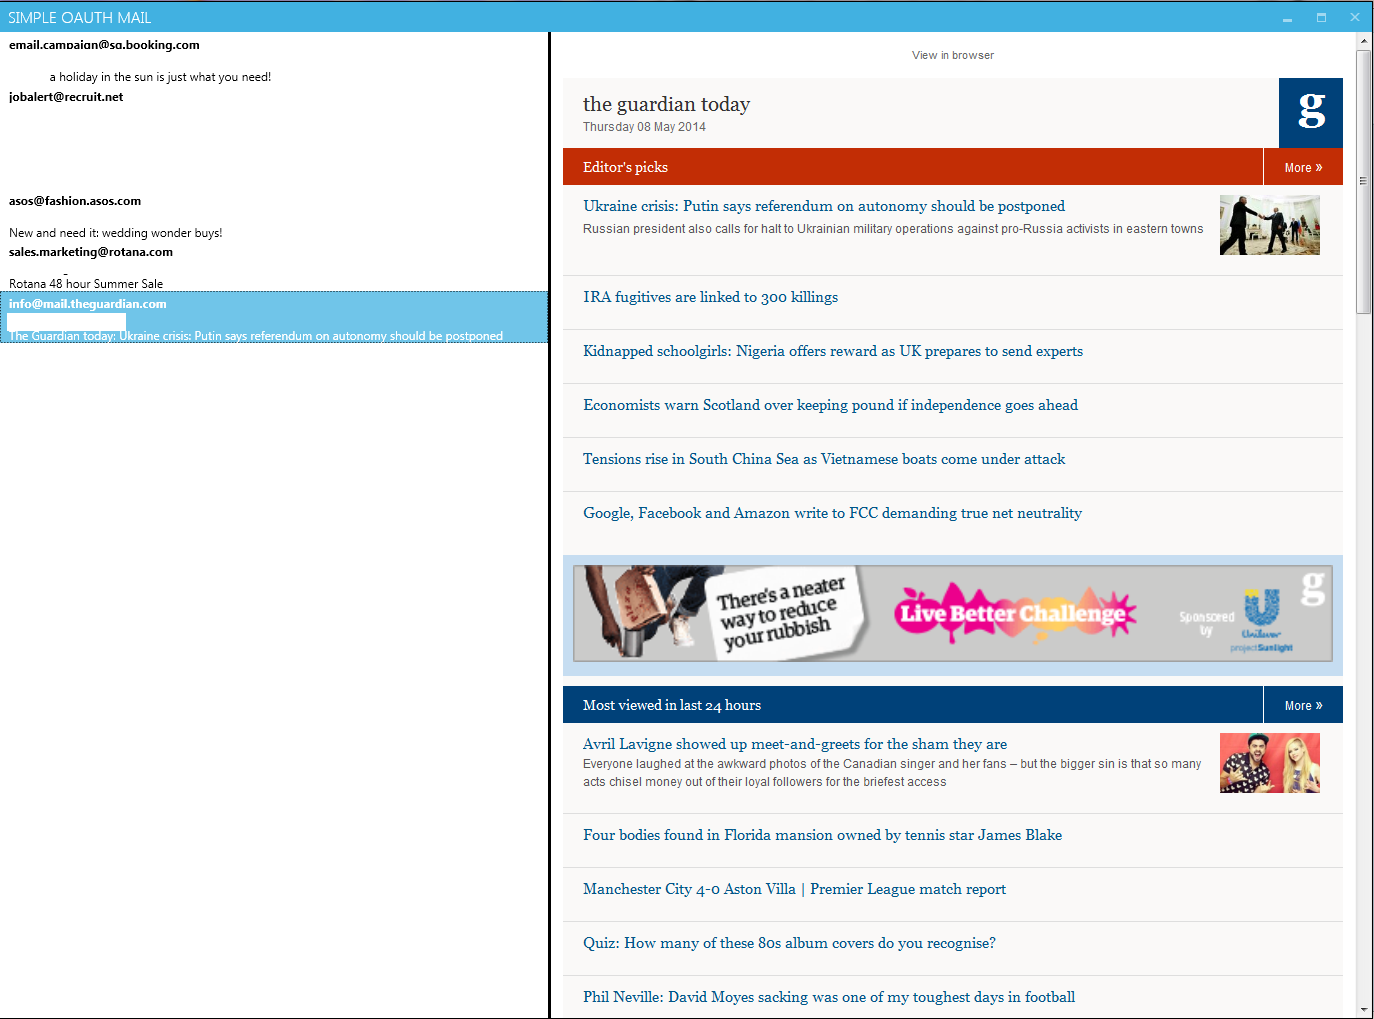 SIMPLE OAUTH MAIL
email.campaign@sg.booking.com
a holiday in the sun is just what you need!
jobalert@recruit.net
asos@fashion.asos.com
New and need it: wedding wonder buys!
sales.marketing@rotana.com
Rotana 48 hour Summer Sale
info@mail.theguardian.com
The Guardian today: Ukraine crisis: Putin says referendum on autonomy should be postponed
View in browser
the guardian today
Thursday 08 May 2014
g
Editor's picks
More »
Ukraine crisis: Putin says referendum on autonomy should be postponed
Russian president also calls for halt to Ukrainian military operations against pro-Russia activists in eastern towns
IRA fugitives are linked to 300 killings
Kidnapped schoolgirls: Nigeria offers reward as UK prepares to send experts
Economists warn Scotland over keeping pound if independence goes ahead
Tensions rise in South China Sea as Vietnamese boats come under attack
Google, Facebook and Amazon write to FCC demanding true net neutrality
There's a neater
way to reduce
your rubbish
Live Better Challenge
Sponsored
by
Unilever
projectSunlight
g
Most viewed in last 24 hours
More »
Avril Lavigne showed up meet-and-greets for the sham they are
Everyone laughed at the awkward photos of the Canadian singer and her fans – but the bigger sin is that so many
acts chisel money out of their loyal followers for the briefest access
Four bodies found in Florida mansion owned by tennis star James Blake
Manchester City 4-0 Aston Villa | Premier League match report
Quiz: How many of these 80s album covers do you recognise?
Phil Neville: David Moyes sacking was one of my toughest days in football